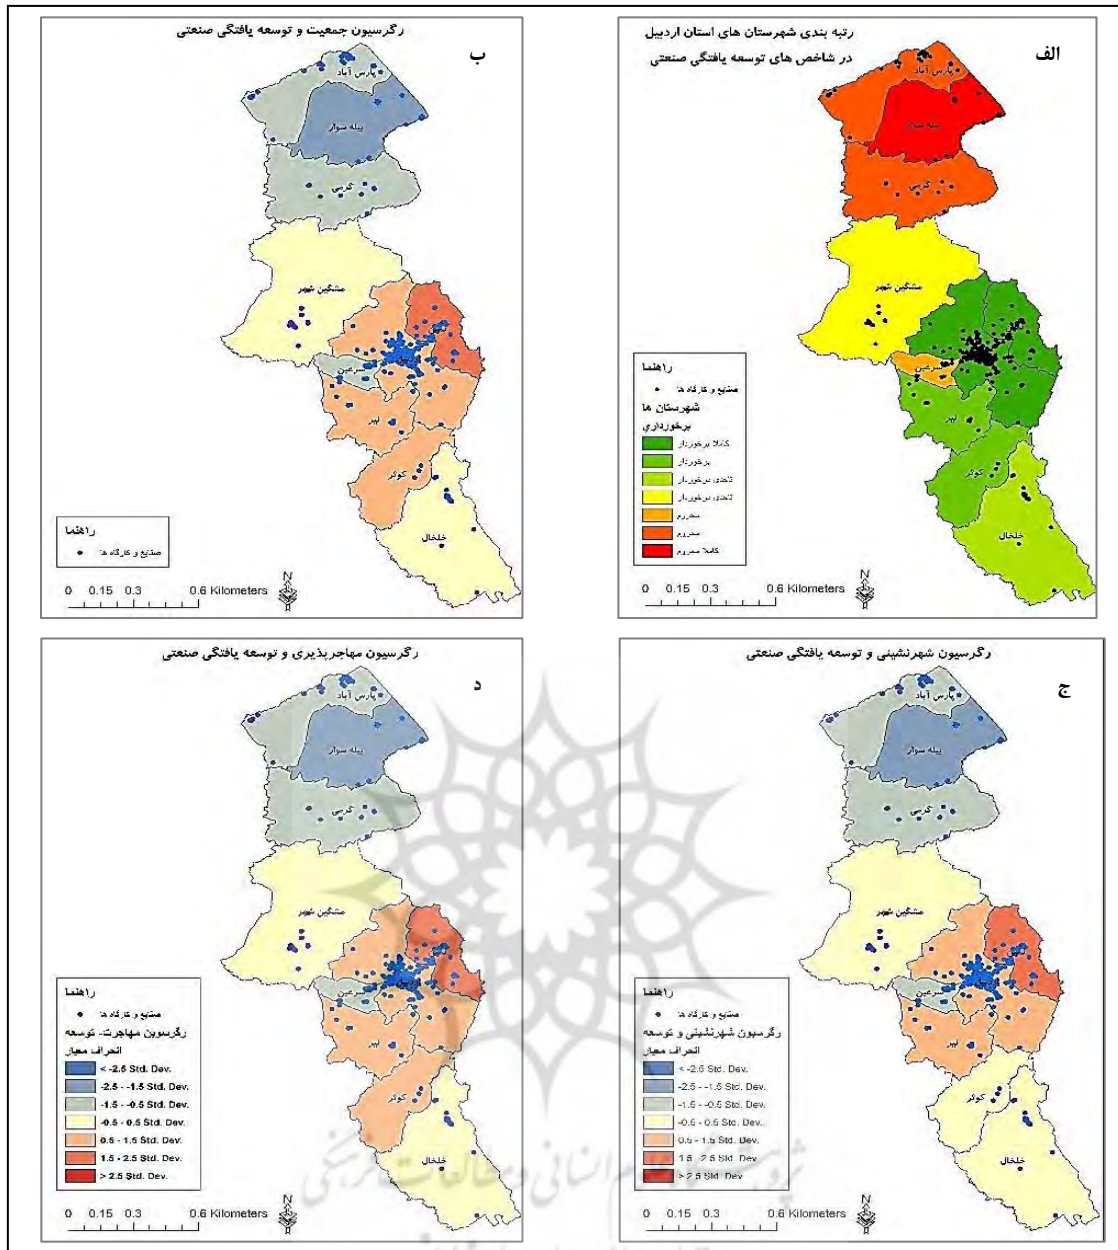 رتبه بندی شهرستان های استان اردبیل
در شاخص های توسعه یافتگی صنعتی
الف
پارس آباد
بیله سوار
گرمی
مشگین شهر
سرعین
نیر
کوثر
خلخال
راهنما
صنایع و کارگاه ها
شهرستان ها
برخورداری
کاملا برخوردار
برخوردار
تاحدی برخوردار
تاحدی برخوردار
محروم
محروم
کاملا محروم
N
0 0.15 0.3 0.6 Kilometers
رگرسیون جمعیت و توسعه یافتگی صنعتی
ب
پارس آباد
بیله سوار
گرمی
مشگین شهر
سرعین
نیر
کوثر
خلخال
راهنما
صنایع و کارگاه ها
N
0 0.15 0.3 0.6 Kilometers
رگرسیون شهرنشینی و توسعه یافتگی صنعتی
ج
پارس آباد
بیله سوار
گرمی
مشگین شهر
سرعین
نیر
کوثر
خلخال
راهنما
صنایع و کارگاه ها
رگرسیون شهرنشینی و توسعه
انحراف معیار
< -2.5 Std. Dev.
-2.5 - -1.5 Std. Dev.
-1.5 - -0.5 Std. Dev.
-0.5 - 0.5 Std. Dev.
0.5 - 1.5 Std. Dev.
1.5 - 2.5 Std. Dev.
> 2.5 Std. Dev
N
0 0.15 0.3 0.6 Kilometers
رگرسیون مهاجرپذیری و توسعه یافتگی صنعتی
د
پارس آباد
بیله سوار
گرمی
مشگین شهر
سرعین
نیر
کوثر
خلخال
راهنما
صنایع و کارگاه ها
رگرسیون مهاجرت- توسعه
انحراف معیار
< -2.5 Std. Dev.
-2.5 - -1.5 Std. Dev.
-1.5 - -0.5 Std. Dev.
-0.5 - 0.5 Std. Dev.
0.5 - 1.5 Std. Dev.
1.5 - 2.5 Std. Dev.
> 2.5 Std. Dev.
N
0 0.15 0.3 0.6 Kilometers